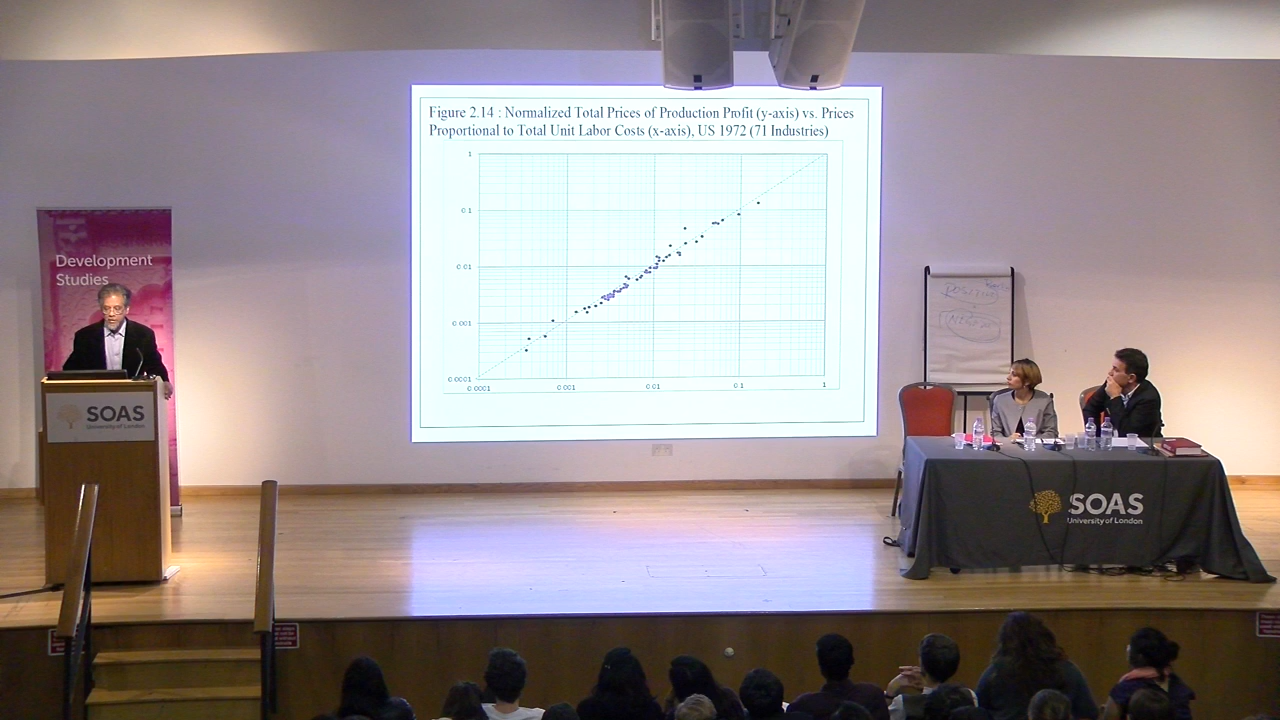 Figure 2.14 : Normalized Total Prices of Production Profit (y-axis) vs. Prices
Proportional to Total Unit Labor Costs (x-axis), US 1972 (71 Industries)
1
0.1
0.01
0.001
0.0001
0.0001
0.001
0.01
0.1
1
Development
Studies
SOAS
University of London
SOAS
University of London